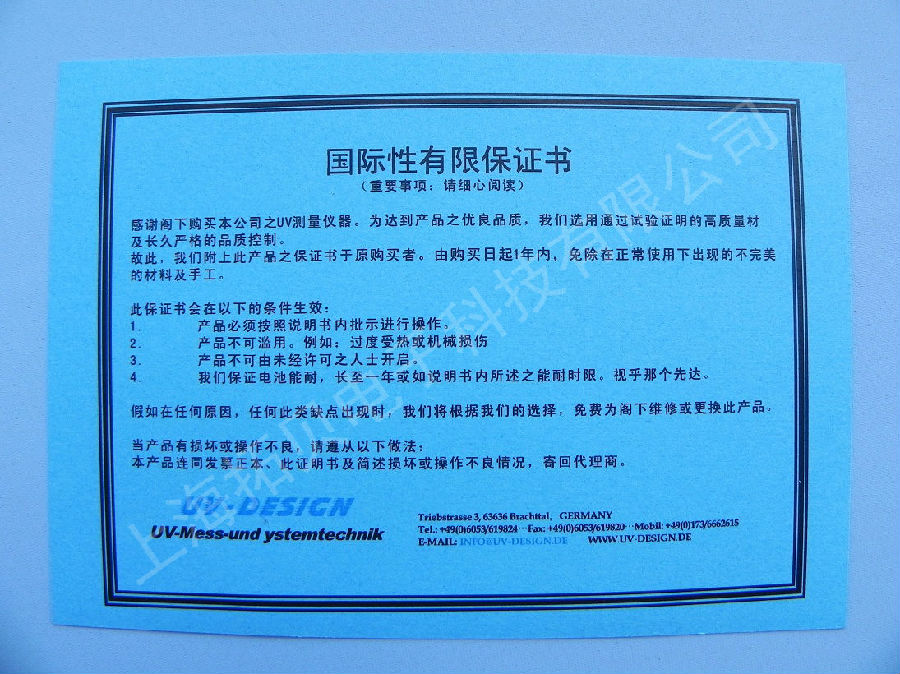 国际性有限保证书
（重要事项：请细心阅读）
感谢阁下购买本公司之UV测量仪器。为达到产品之优良品质，我们选用通过试验证明的高质量材
及长久严格的品质控制。
故此，我们附上此产品之保证书于原购买者。由购买日起1年内，免除在正常使用下出现的不完美
的材料及手工。
此保证书会在以下的条件生效：
1. 产品必须按照说明书内批示进行操作。
2. 产品不可滥用。例如：过度受热或机械损伤
3. 产品不可由未经许可之人士开启。
4. 我们保证电池能耐，长至一年或如说明书内所述之能耐时限。视乎那个先达。
假如在任何原因，任何此类缺点出现时，我们将根据我们的选择，免费为阁下维修或更换此产品。
当产品有损坏或操作不良，请遵从以下做法：
本产品连同发票正本、此证明书及简述损坏或操作不良情况，寄回代理商。
UV-DESIGN
UV-Mess-und ystemtechnik
Triebstrasse 3, 63636 Brachttal, GERMANY
Tel.: +49(0)6053/619824 Fax: +49(0)6053/619820 Mobil: +49(0)173/6662615
E-MAIL: INFO@UV-DESIGN.DE WWW.UV-DESIGN.DE
上海拓贝电子科技有限公司